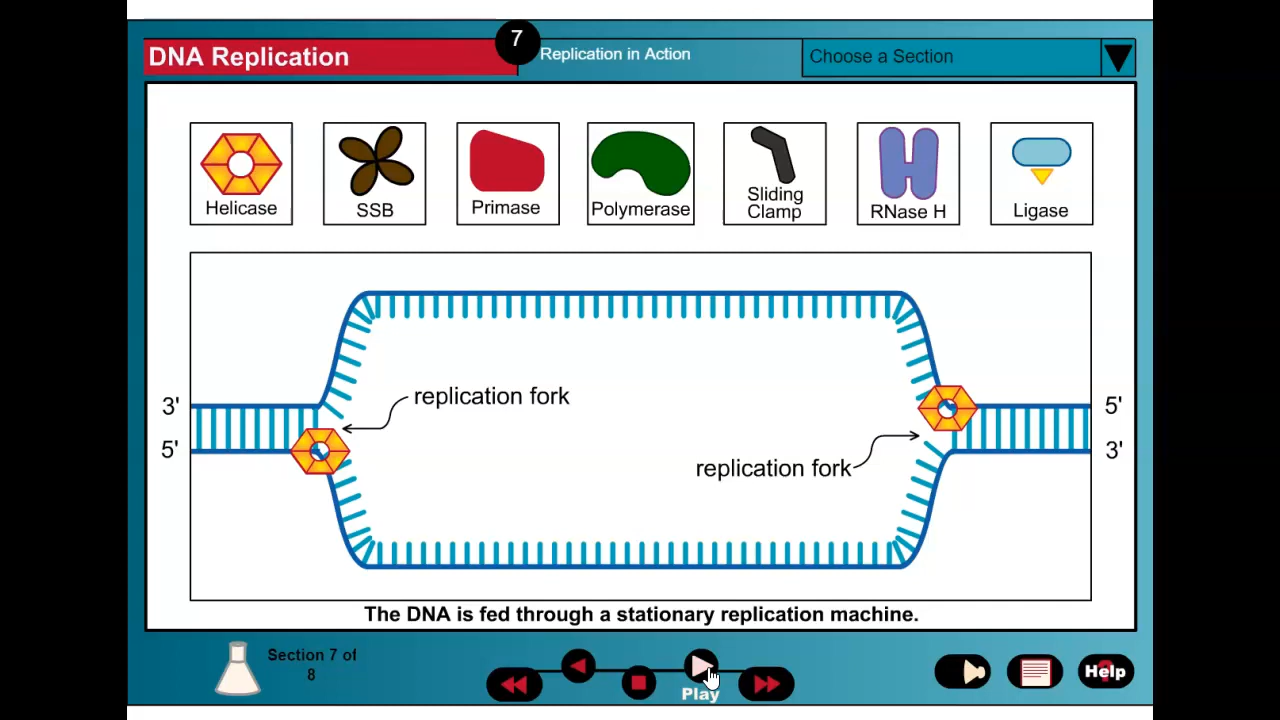 DNA Replication
7
Replication in Action
Choose a Section
Helicase
SSB
Primase
Polymerase
Sliding
Clamp
RNase H
Ligase
replication fork
3'
5'
5'
3'
replication fork
The DNA is fed through a stationary replication machine.
Section 7 of
8
Play
Help